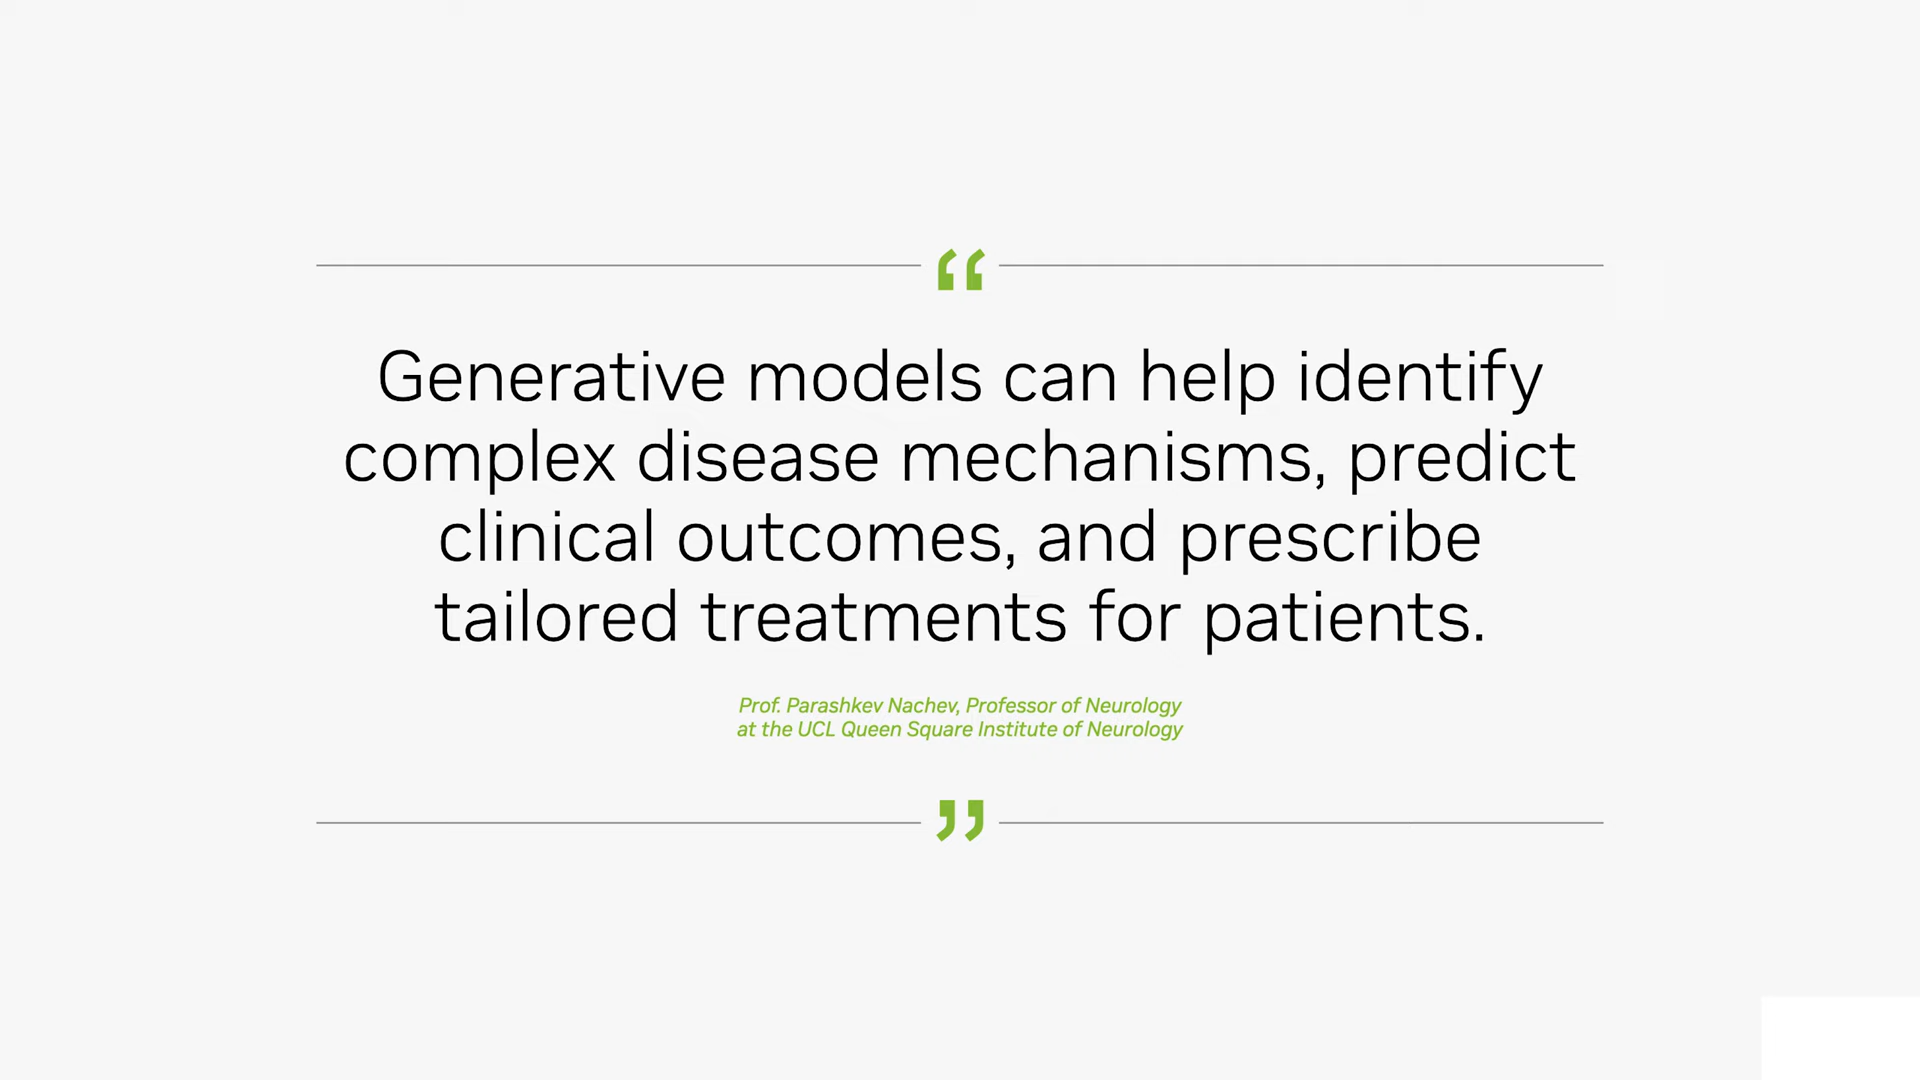 “
Generative models can help identify
complex disease mechanisms, predict
clinical outcomes, and prescribe
tailored treatments for patients.
Prof. Parashkev Nachev, Professor of Neurology
at the UCL Queen Square Institute of Neurology
”